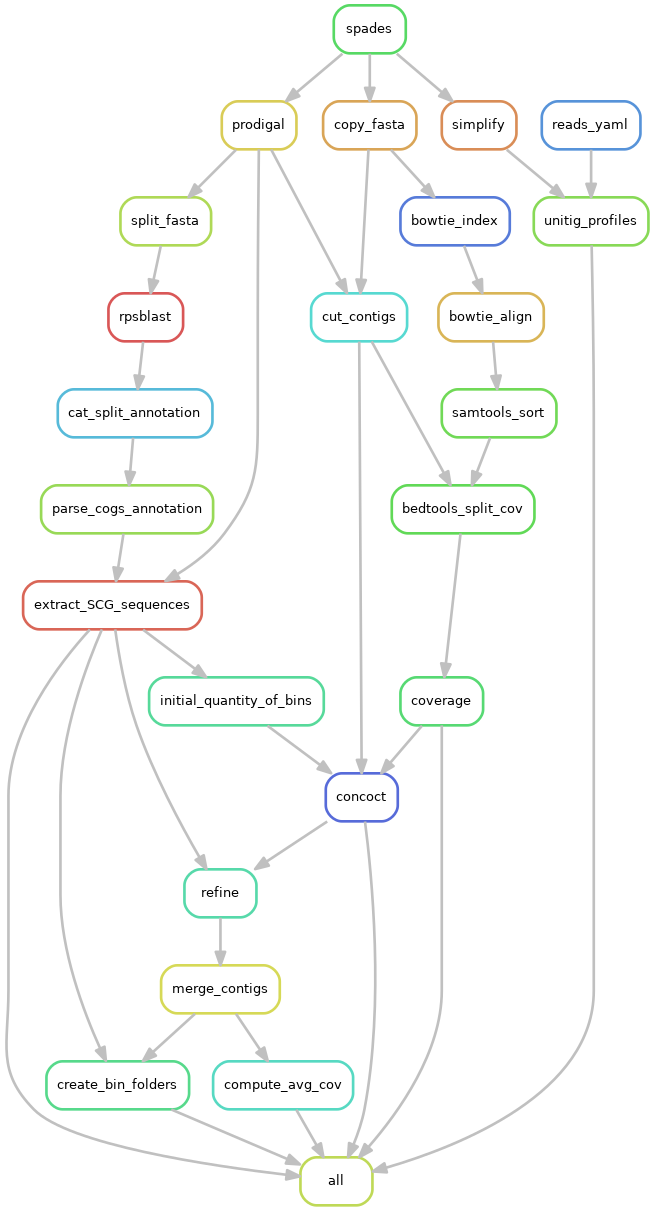 spades
prodigal
copy_fasta
simplify
reads_yaml
split_fasta
bowtie_index
unitig_profiles
rpsblast
cut_contigs
bowtie_align
cat_split_annotation
samtools_sort
parse_cogs_annotation
bedtools_split_cov
extract_SCG_sequences
initial_quantity_of_bins
coverage
concoct
refine
merge_contigs
create_bin_folders
compute_avg_cov
all